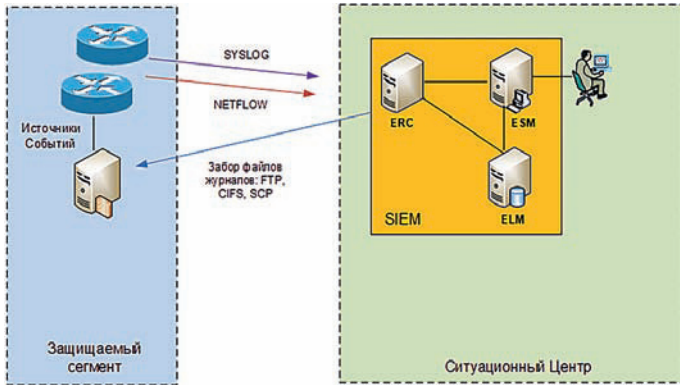 SYSLOG
NETFLOW
Источники
Событий
Забор файлов
журналов: FTP,
CIFS, SCP
ERC
ESM
ELM
SIEM
Защищаемый
сегмент
Ситуационный Центр